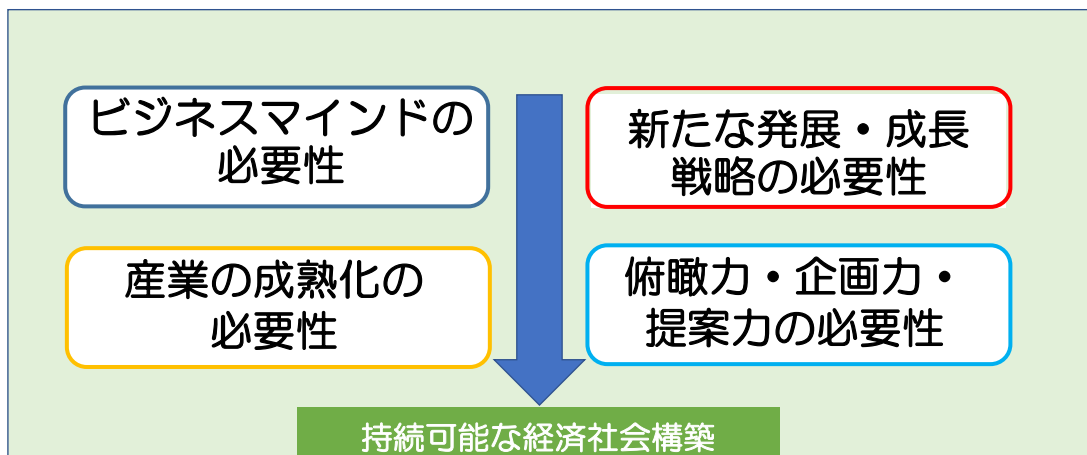 ビジネスマインドの
必要性
新たな発展・成長
戦略の必要性
産業の成熟化の
必要性
俯瞰力・企画力・
提案力の必要性
持続可能な経済社会構築